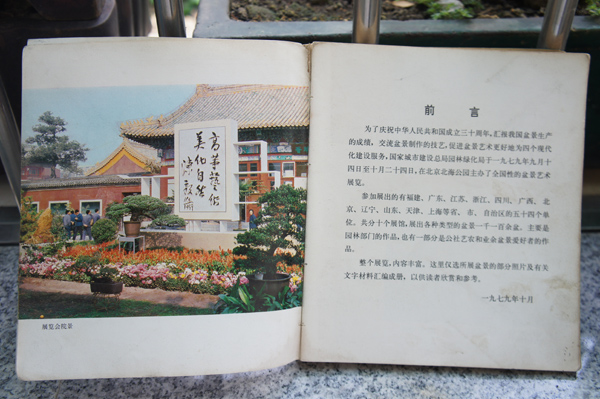 高等藝術
美化自然
陈毅题
展览会院景
前言
为了庆祝中华人民共和国成立三十周年，汇报我国盆景生产
的成绩，交流盆景制作的技艺，促进盆景艺术更好地为四个现代
化建设服务，国家城市建设总局园林绿化局于一九七九年九月十
四日至十月二十四日，在北京北海公园主办了全国性的盆景艺术
展览。
参加展出的有福建、广东、江苏、浙江、四川、广西、北
京、辽宁、山东、天津、上海等省、市、自治区的五十四个单
位。共分十个展馆，展出各种类型的盆景一千一百余盆，主要是
园林部门的作品，也有一部分是公社艺农和业余盆景爱好者的作
品。
整个展览，内容丰富。这里仅选所展盆景的部分照片及有关
文字材料汇编成册，以供读者欣赏和参考。
一九七九年十月